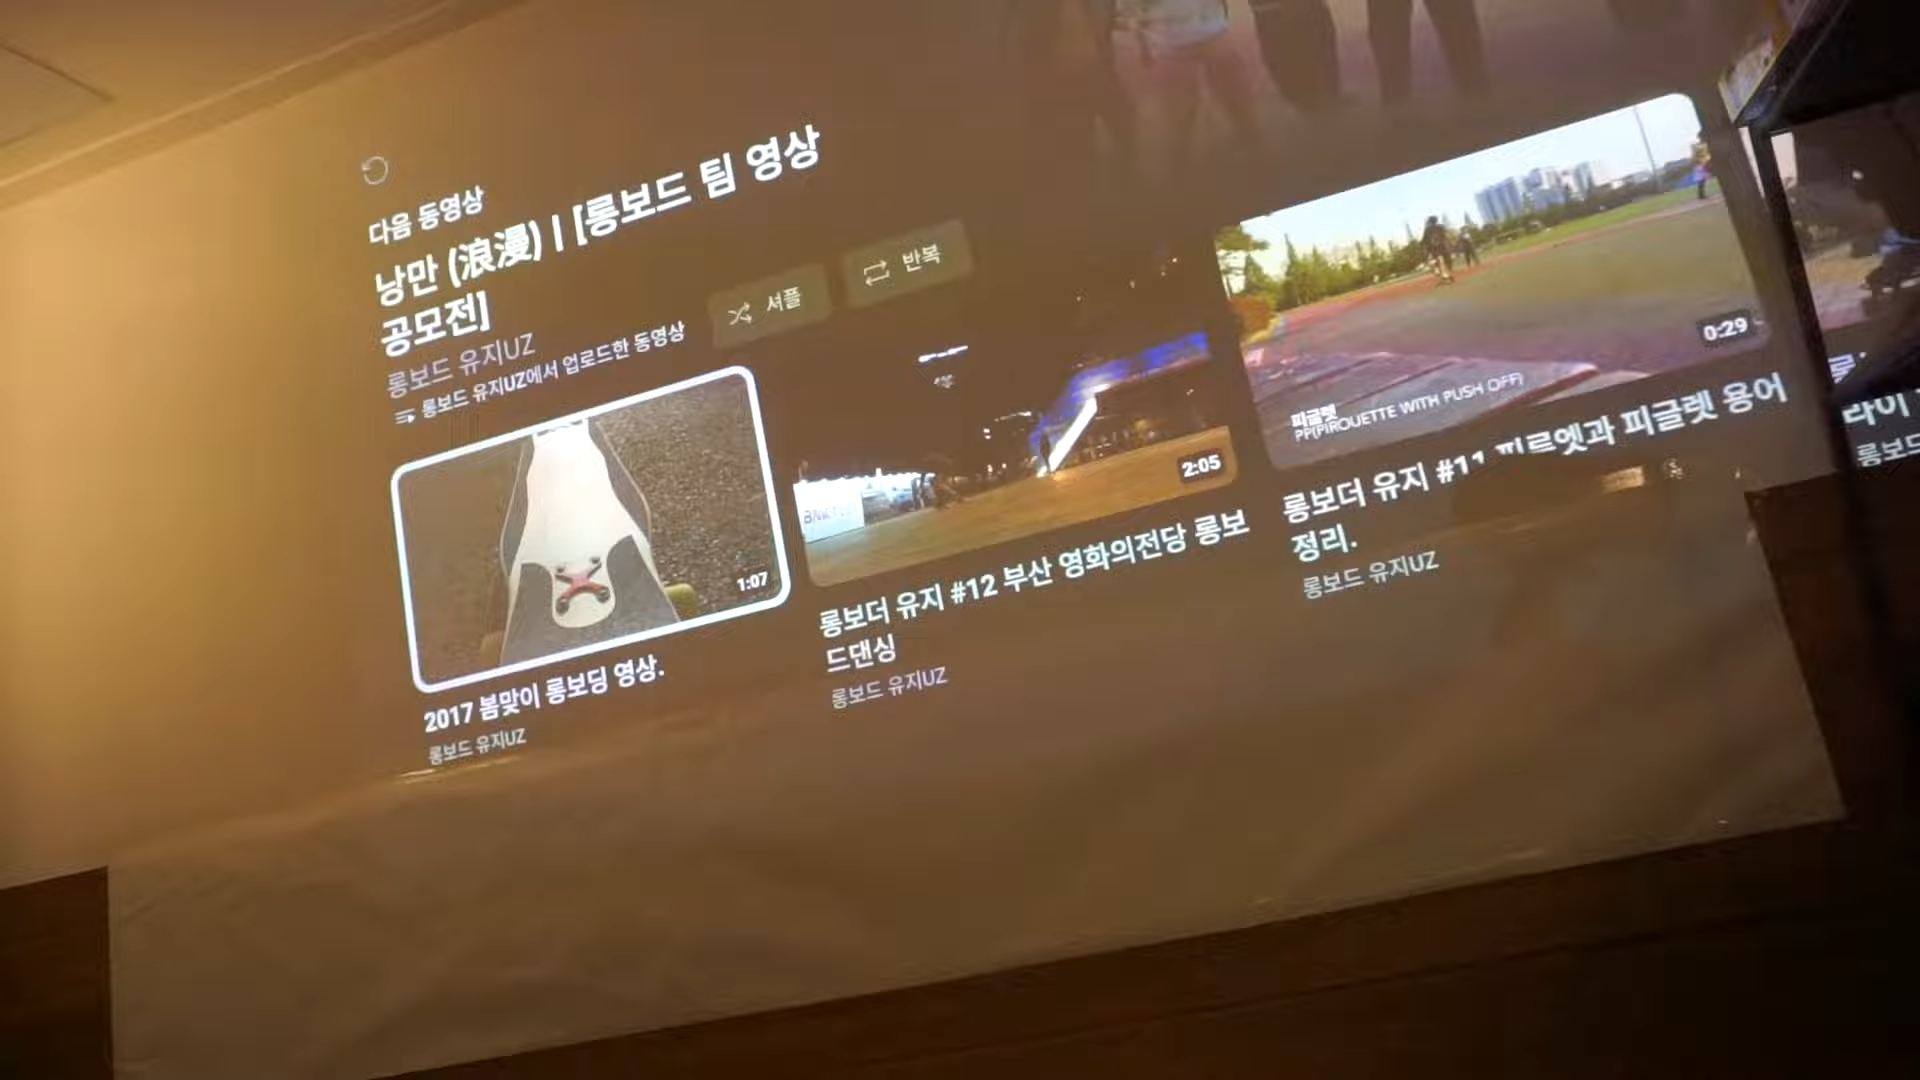 다음 동영상
낭만 (浪漫) | [롱보드 팀 영상
공모전]
롱보드 유지UZ
롱보드 유지UZ에서 업로드한 동영상
셔플
반복
1:07
2017 봄맞이 롱보딩 영상.
롱보드 유지UZ
2:05
롱보더 유지 #12 부산 영화의전당 롱보
드댄싱
롱보드 유지UZ
피글렛
PP(PIROUETTE WITH PUSH OFF)
0:29
롱보더 유지 #11 피르엣과 피글렛 용어
정리.
롱보드 유지UZ
롱보드